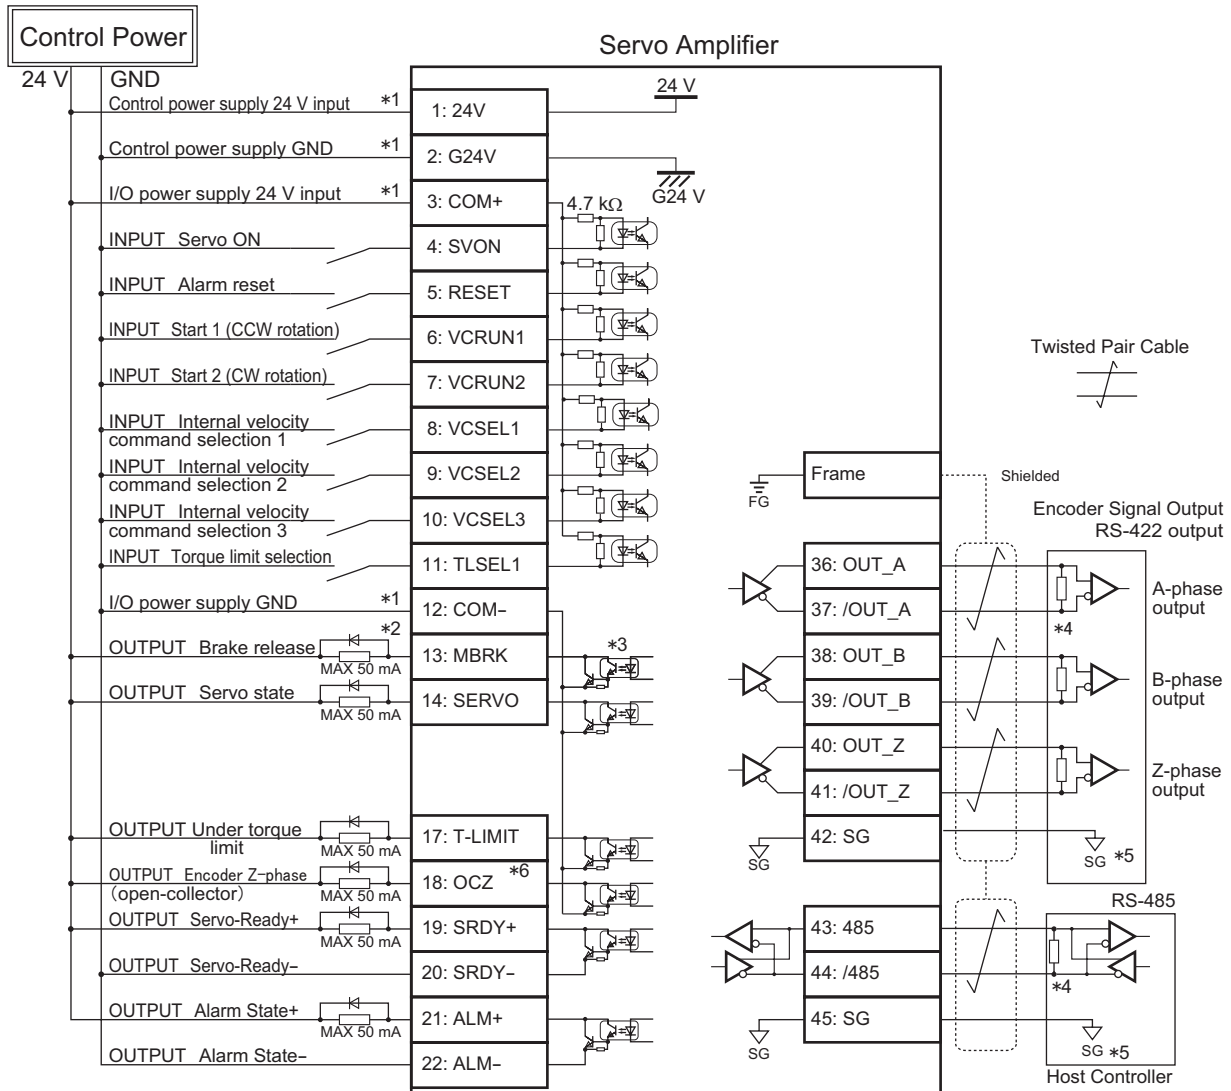 Control Power
Servo Amplifier
24 V
GND
24 V
Control power supply 24 V input *1
1: 24V
Control power supply GND *1
2: G24V
G24 V
I/O power supply 24 V input *1
3: COM+
4.7 kΩ
INPUT Servo ON
4: SVON
INPUT Alarm reset
5: RESET
INPUT Start 1 (CCW rotation)
6: VCRUN1
INPUT Start 2 (CW rotation)
7: VCRUN2
INPUT Internal velocity
command selection 1
8: VCSEL1
INPUT Internal velocity
command selection 2
9: VCSEL2
INPUT Internal velocity
command selection 3
10: VCSEL3
INPUT Torque limit selection
11: TLSEL1
I/O power supply GND *1
12: COM−
*2
OUTPUT Brake release
MAX 50 mA
13: MBRK
*3
OUTPUT Servo state
MAX 50 mA
14: SERVO
OUTPUT Under torque
limit
MAX 50 mA
17: T-LIMIT
OUTPUT Encoder Z-phase
(open-collector)
MAX 50 mA
18: OCZ *6
OUTPUT Servo-Ready+
MAX 50 mA
19: SRDY+
OUTPUT Servo-Ready−
20: SRDY−
OUTPUT Alarm State+
MAX 50 mA
21: ALM+
OUTPUT Alarm State−
22: ALM−
Twisted Pair Cable
Frame
FG
Shielded
Encoder Signal Output
RS-422 output
36: OUT_A
37: /OUT_A
*4
A-phase
output
38: OUT_B
39: /OUT_B
B-phase
output
40: OUT_Z
41: /OUT_Z
Z-phase
output
42: SG
SG
SG *5
RS-485
43: 485
44: /485
*4
45: SG
SG
SG *5
Host Controller